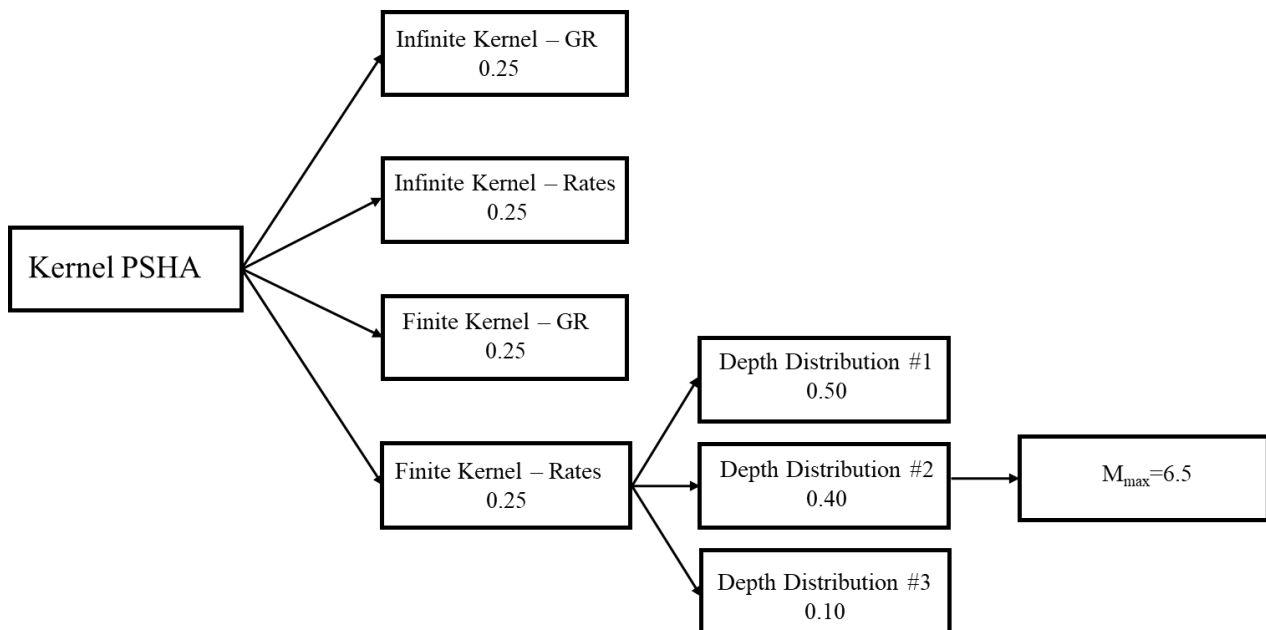 Kernel PSHA
Infinite Kernel – GR
0.25
Infinite Kernel – Rates
0.25
Finite Kernel – GR
0.25
Finite Kernel – Rates
0.25
Depth Distribution #1
0.50
Depth Distribution #2
0.40
Depth Distribution #3
0.10
Mmax=6.5